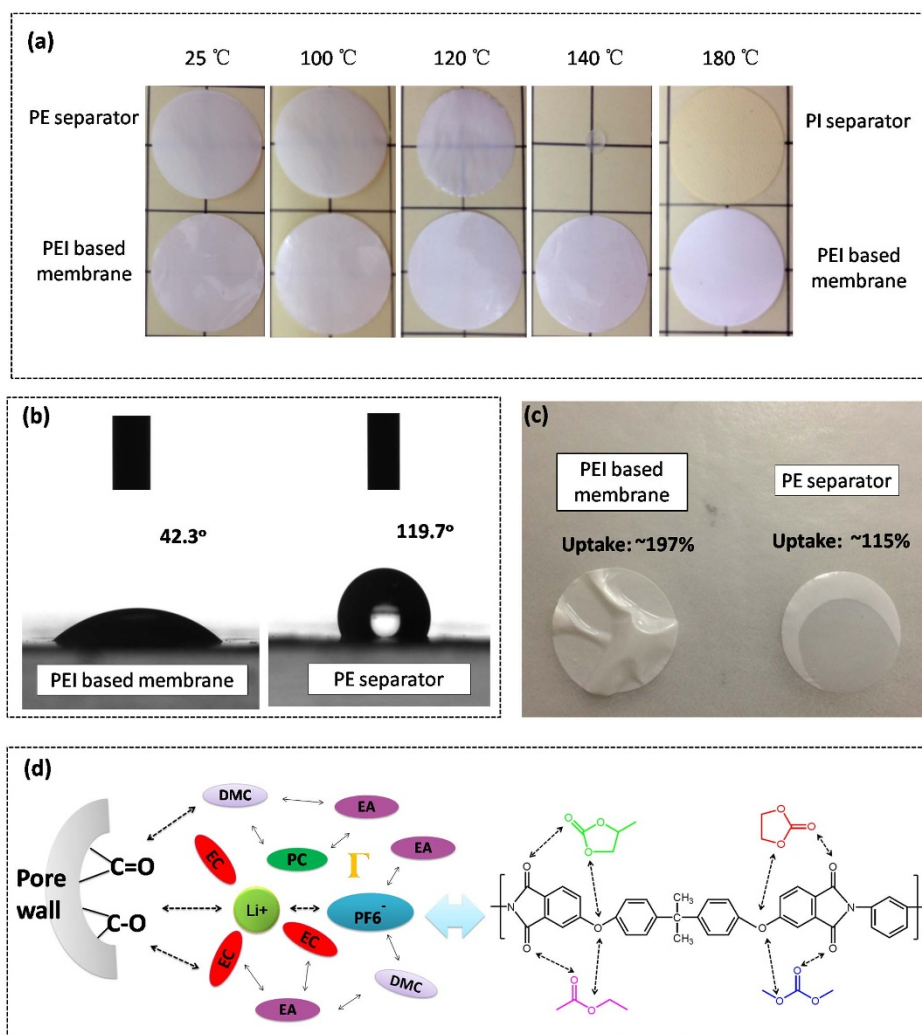 (a)
25 ℃
100 ℃
120 ℃
140 ℃
180 ℃
PE separator
PI separator
PEI based
membrane
PEI based
membrane
(b)
42.3º
119.7º
PEI based membrane
PE separator
(c)
PEI based
membrane
PE separator
Uptake: ~197%
Uptake: ~115%
(d)
Pore
wall
C=O
C-O
DMC
EA
EC
PC
Γ
EA
Li+
PF6-
EC
EC
EA
DMC
O
O
O
O
O
O
O
O
N
O
O
CH₃
CH₃
O
O
O
N
O
O
O
O
O
O